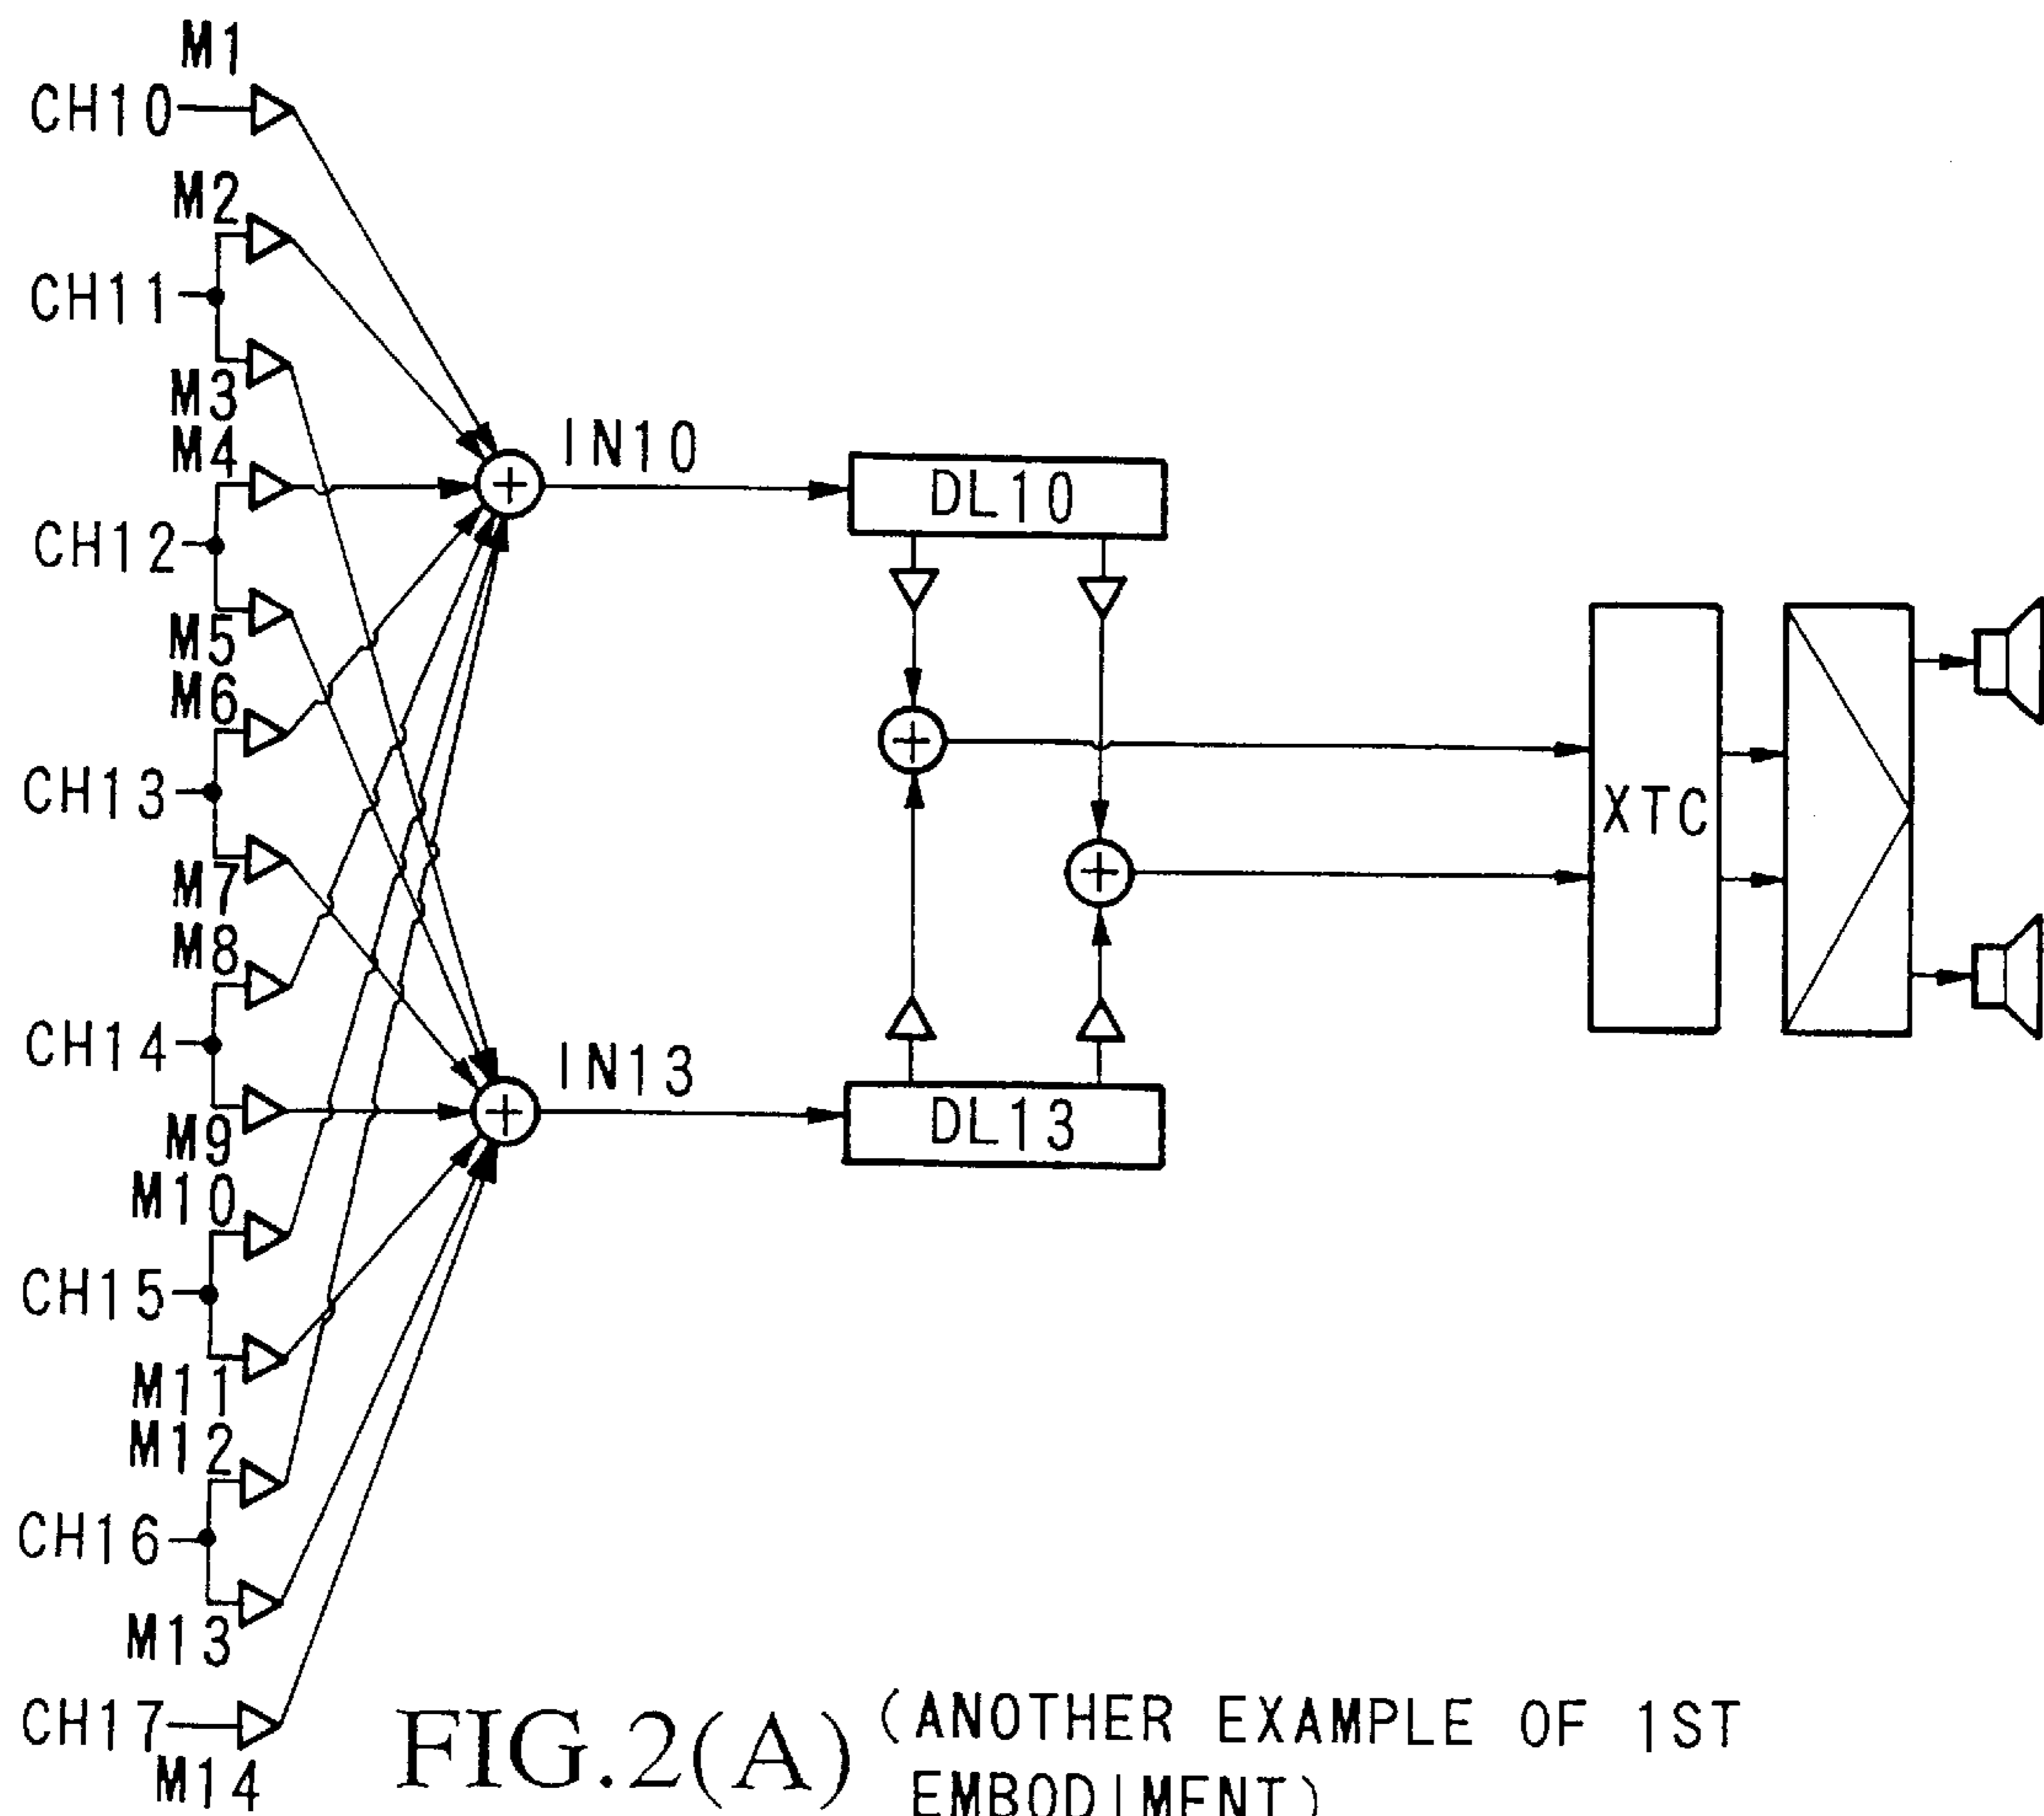 M1
CH10
M2
CH11
M3
M4
CH12
M5
M6
CH13
M7
M8
CH14
M9
M10
CH15
M11
M12
CH16
M13
CH17
M14
IN10
DL10
XTC
IN13
DL13
FIG.2(A) (ANOTHER EXAMPLE OF 1ST
EMBODIMENT)